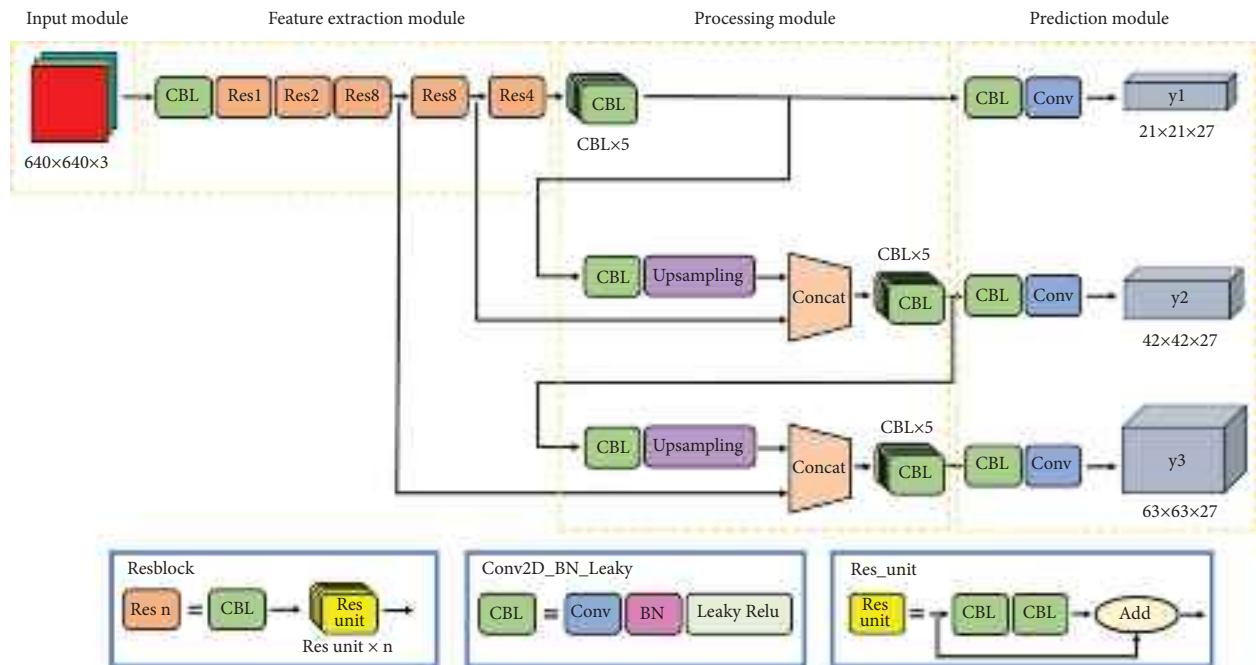 Input module
Feature extraction module
Processing module
Prediction module
CBL
Res1
Res2
Res8
Res8
Res4
CBL
CBL
Conv
y1
640×640×3
CBL×5
21×21×27
CBL
Upsampling
Concat
CBL×5
CBL
CBL
Conv
y2
42×42×27
CBL
Upsampling
Concat
CBL×5
CBL
CBL
Conv
y3
63×63×27
Resblock
Res n
=
CBL
Res
unit
Res unit × n
Conv2D_BN_Leaky
CBL
=
Conv
BN
Leaky Relu
Res_unit
Res
unit
=
CBL
CBL
Add